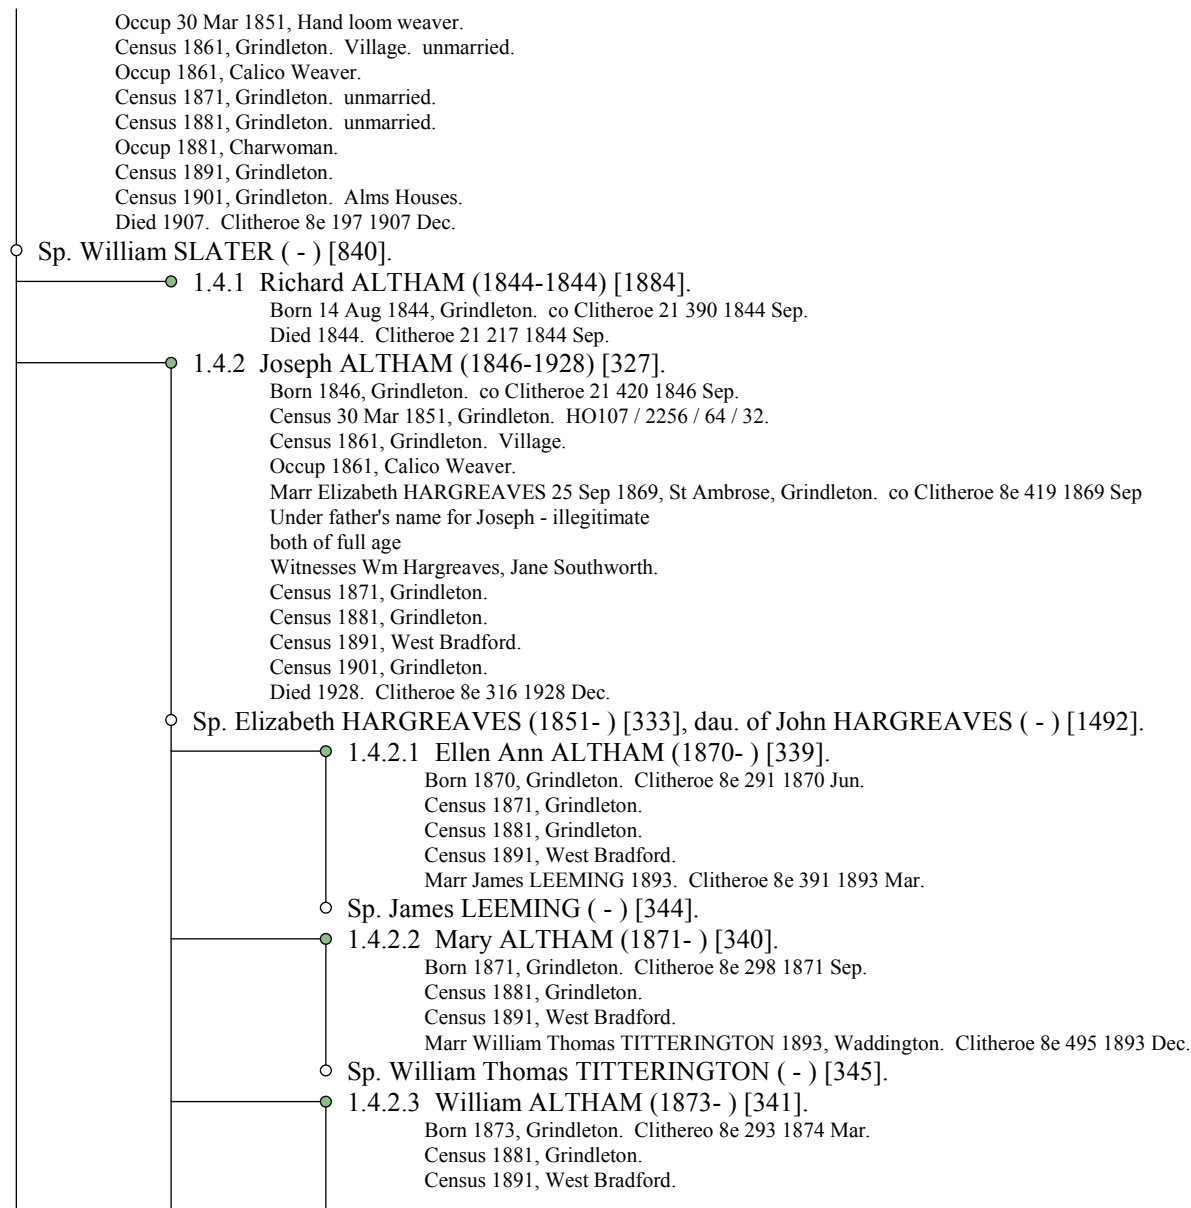 Occup 30 Mar 1851, Hand loom weaver.
Census 1861, Grindleton.  Village.  unmarried.
Occup 1861, Calico Weaver.
Census 1871, Grindleton.  unmarried.
Census 1881, Grindleton.  unmarried.
Occup 1881, Charwoman.
Census 1891, Grindleton.
Census 1901, Grindleton.  Alms Houses.
Died 1907.  Clitheroe 8e 197 1907 Dec.
Sp. William SLATER ( - ) [840].
1.4.1  Richard ALTHAM (1844-1844) [1884].
Born 14 Aug 1844, Grindleton.  co Clitheroe 21 390 1844 Sep.
Died 1844.  Clitheroe 21 217 1844 Sep.
1.4.2  Joseph ALTHAM (1846-1928) [327].
Born 1846, Grindleton.  co Clitheroe 21 420 1846 Sep.
Census 30 Mar 1851, Grindleton.  HO107 / 2256 / 64 / 32.
Census 1861, Grindleton.  Village.
Occup 1861, Calico Weaver.
Marr Elizabeth HARGREAVES 25 Sep 1869, St Ambrose, Grindleton.  co Clitheroe 8e 419 1869 Sep
Under father's name for Joseph - illegitimate
both of full age
Witnesses Wm Hargreaves, Jane Southworth.
Census 1871, Grindleton.
Census 1881, Grindleton.
Census 1891, West Bradford.
Census 1901, Grindleton.
Died 1928.  Clitheroe 8e 316 1928 Dec.
Sp. Elizabeth HARGREAVES (1851- ) [333], dau. of John HARGREAVES ( - ) [1492].
1.4.2.1  Ellen Ann ALTHAM (1870- ) [339].
Born 1870, Grindleton.  Clitheroe 8e 291 1870 Jun.
Census 1871, Grindleton.
Census 1881, Grindleton.
Census 1891, West Bradford.
Marr James LEEMING 1893.  Clitheroe 8e 391 1893 Mar.
Sp. James LEEMING ( - ) [344].
1.4.2.2  Mary ALTHAM (1871- ) [340].
Born 1871, Grindleton.  Clitheroe 8e 298 1871 Sep.
Census 1881, Grindleton.
Census 1891, West Bradford.
Marr William Thomas TITTERINGTON 1893, Waddington.  Clitheroe 8e 495 1893 Dec.
Sp. William Thomas TITTERINGTON ( - ) [345].
1.4.2.3  William ALTHAM (1873- ) [341].
Born 1873, Grindleton.  Clithereo 8e 293 1874 Mar.
Census 1881, Grindleton.
Census 1891, West Bradford.